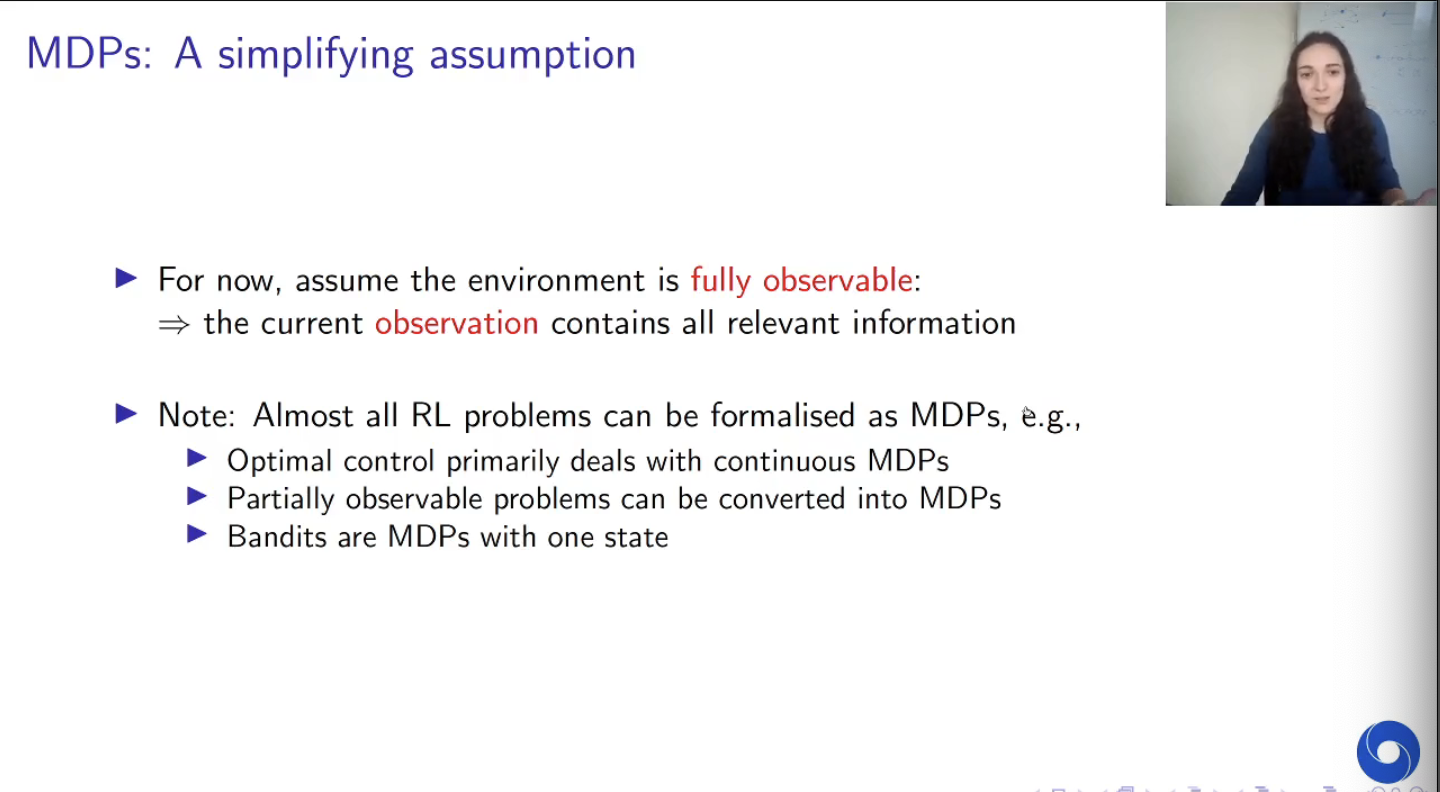 MDPs: A simplifying assumption
▶ For now, assume the environment is fully observable:
⇒ the current observation contains all relevant information
▶ Note: Almost all RL problems can be formalised as MDPs, e.g.,
▶ Optimal control primarily deals with continuous MDPs
▶ Partially observable problems can be converted into MDPs
▶ Bandits are MDPs with one state